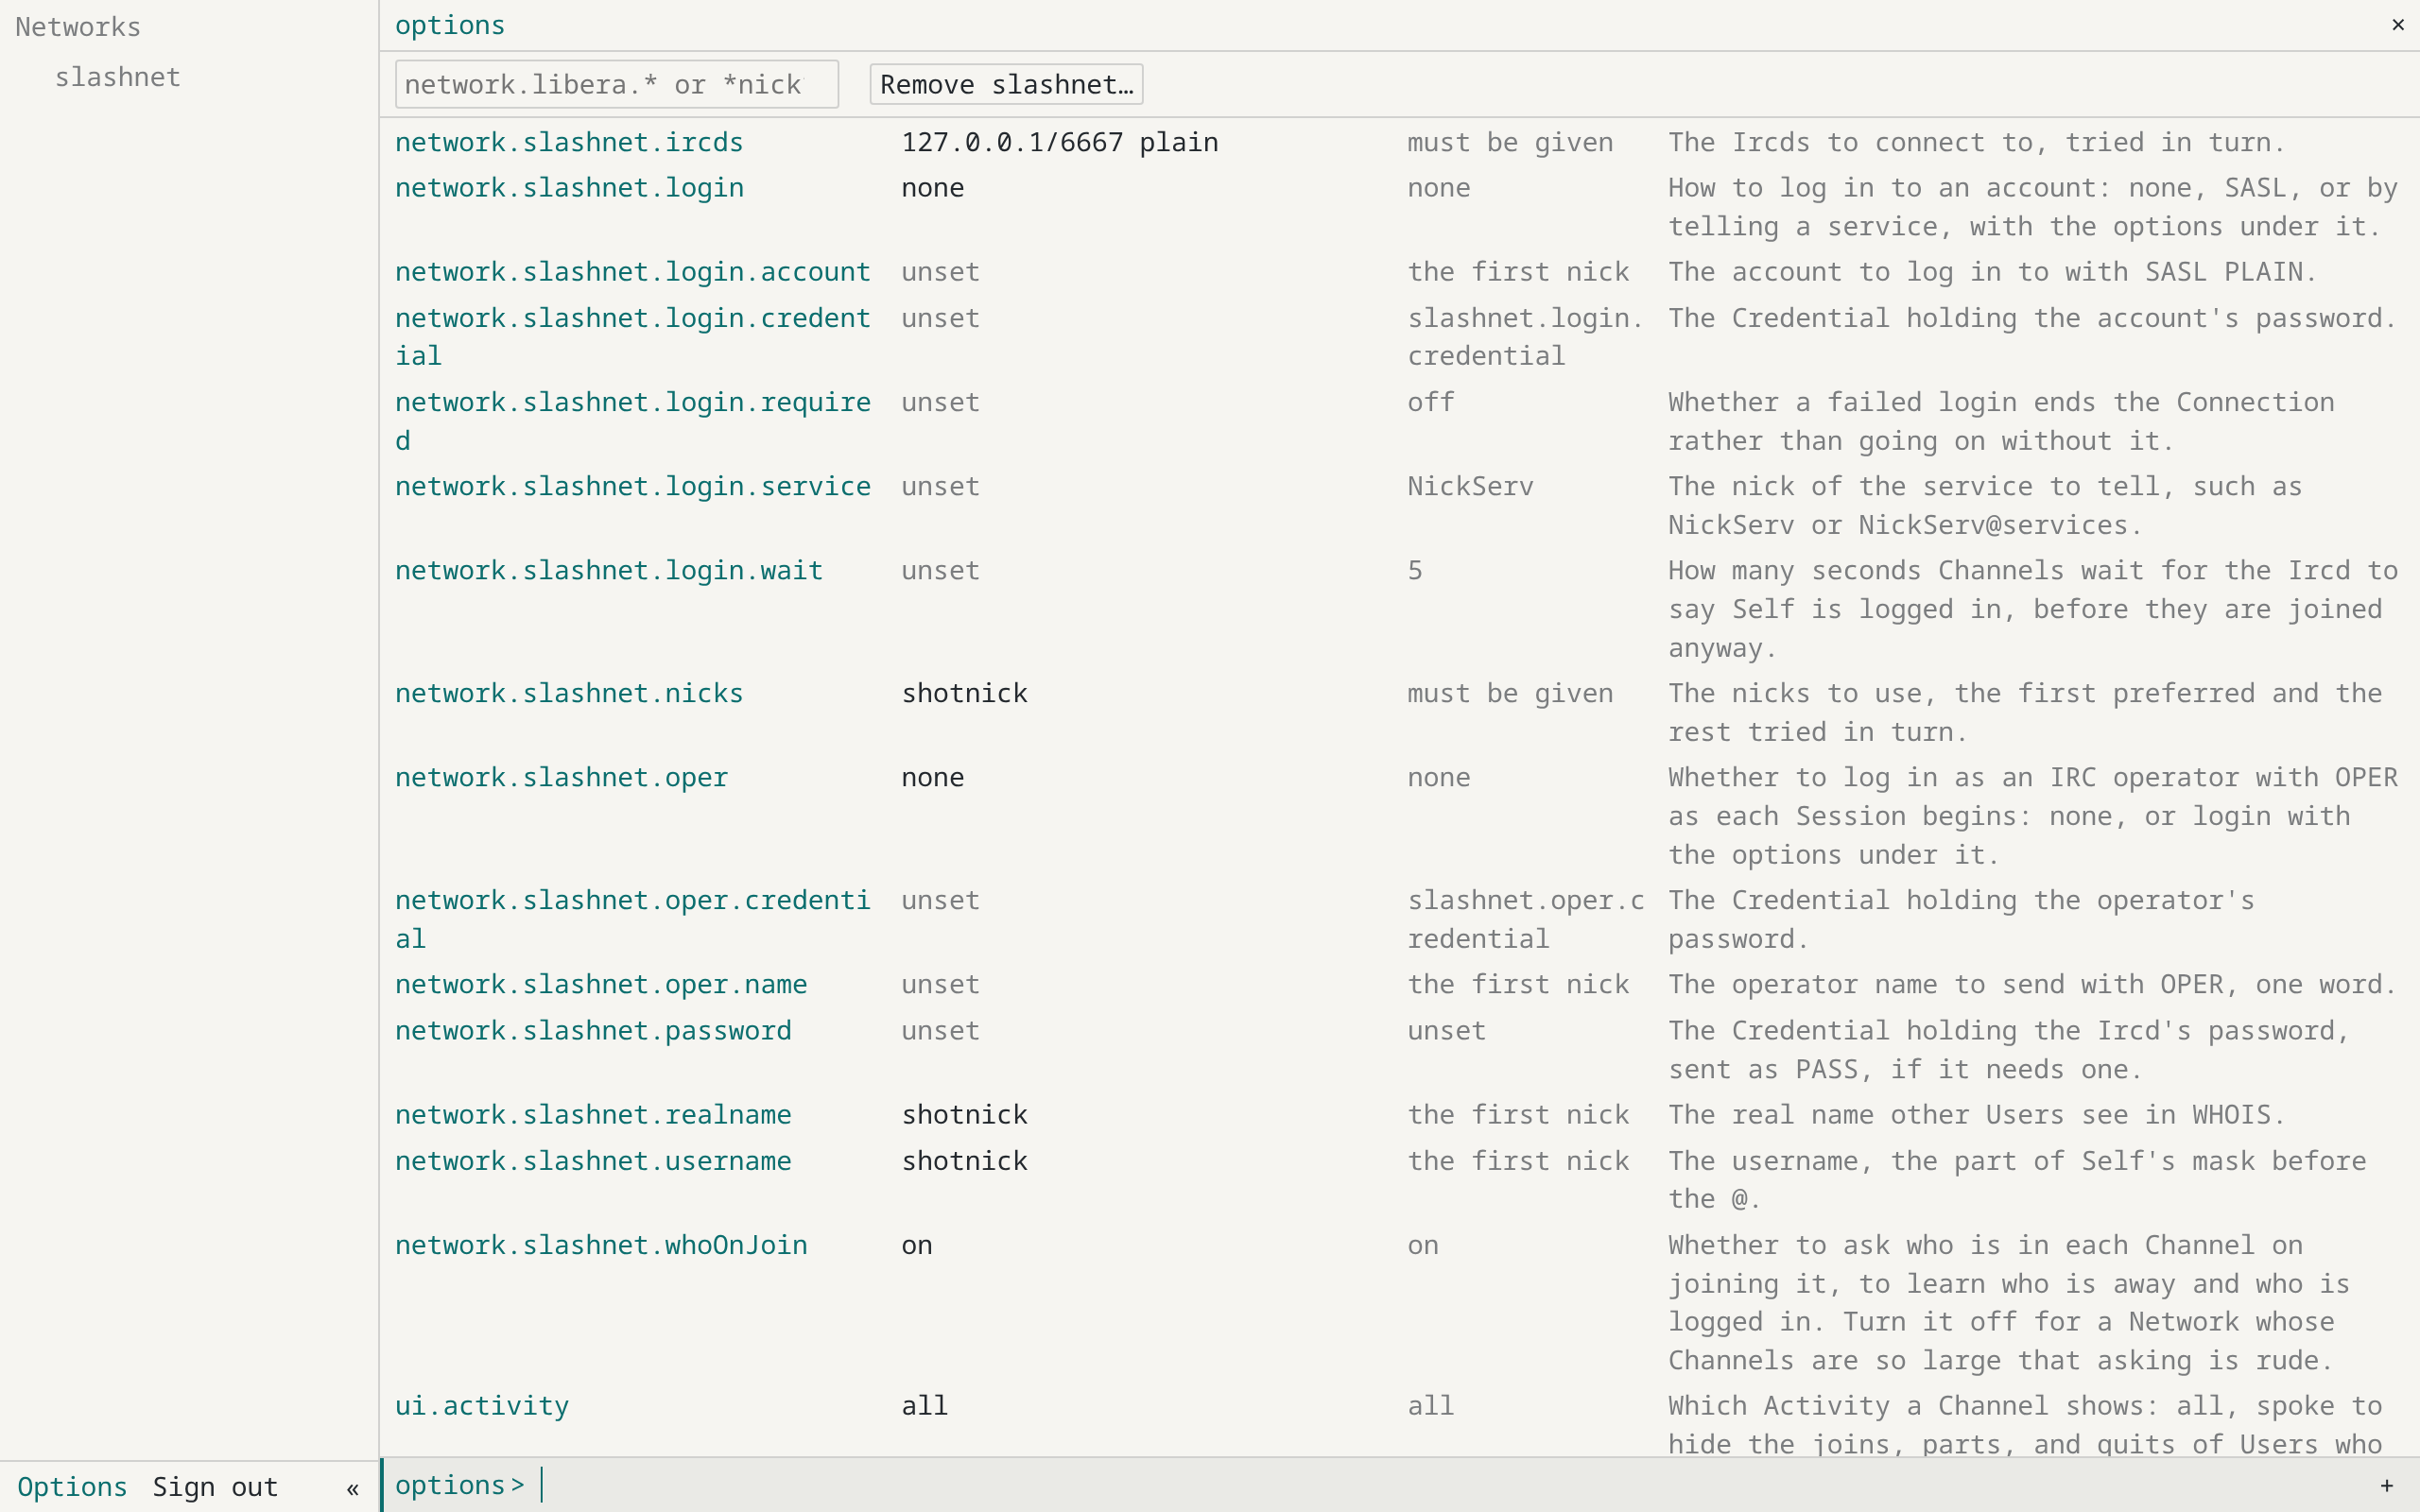 Networks
slashnet
options ×
network.libera.* or *nick Remove slashnet…
network.slashnet.ircds 127.0.0.1/6667 plain must be given The Ircds to connect to, tried in turn.
network.slashnet.login none none How to log in to an account: none, SASL, or by
telling a service, with the options under it.
network.slashnet.login.account unset the first nick The account to log in to with SASL PLAIN.
network.slashnet.login.credent unset slashnet.login. The Credential holding the account's password.
ial credential
network.slashnet.login.require unset off Whether a failed login ends the Connection
d rather than going on without it.
network.slashnet.login.service unset NickServ The nick of the service to tell, such as
NickServ or NickServ@services.
network.slashnet.login.wait unset 5 How many seconds Channels wait for the Ircd to
say Self is logged in, before they are joined
anyway.
network.slashnet.nicks shotnick must be given The nicks to use, the first preferred and the
rest tried in turn.
network.slashnet.oper none none Whether to log in as an IRC operator with OPER
as each Session begins: none, or login with
the options under it.
network.slashnet.oper.credenti unset slashnet.oper.c The Credential holding the operator's
al redential password.
network.slashnet.oper.name unset the first nick The operator name to send with OPER, one word.
network.slashnet.password unset unset The Credential holding the Ircd's password,
sent as PASS, if it needs one.
network.slashnet.realname shotnick the first nick The real name other Users see in WHOIS.
network.slashnet.username shotnick the first nick The username, the part of Self's mask before
the @.
network.slashnet.whoOnJoin on on Whether to ask who is in each Channel on
joining it, to learn who is away and who is
logged in. Turn it off for a Network whose
Channels are so large that asking is rude.
ui.activity all all Which Activity a Channel shows: all, spoke to
hide the joins, parts, and quits of Users who
Options Sign out «
options> +